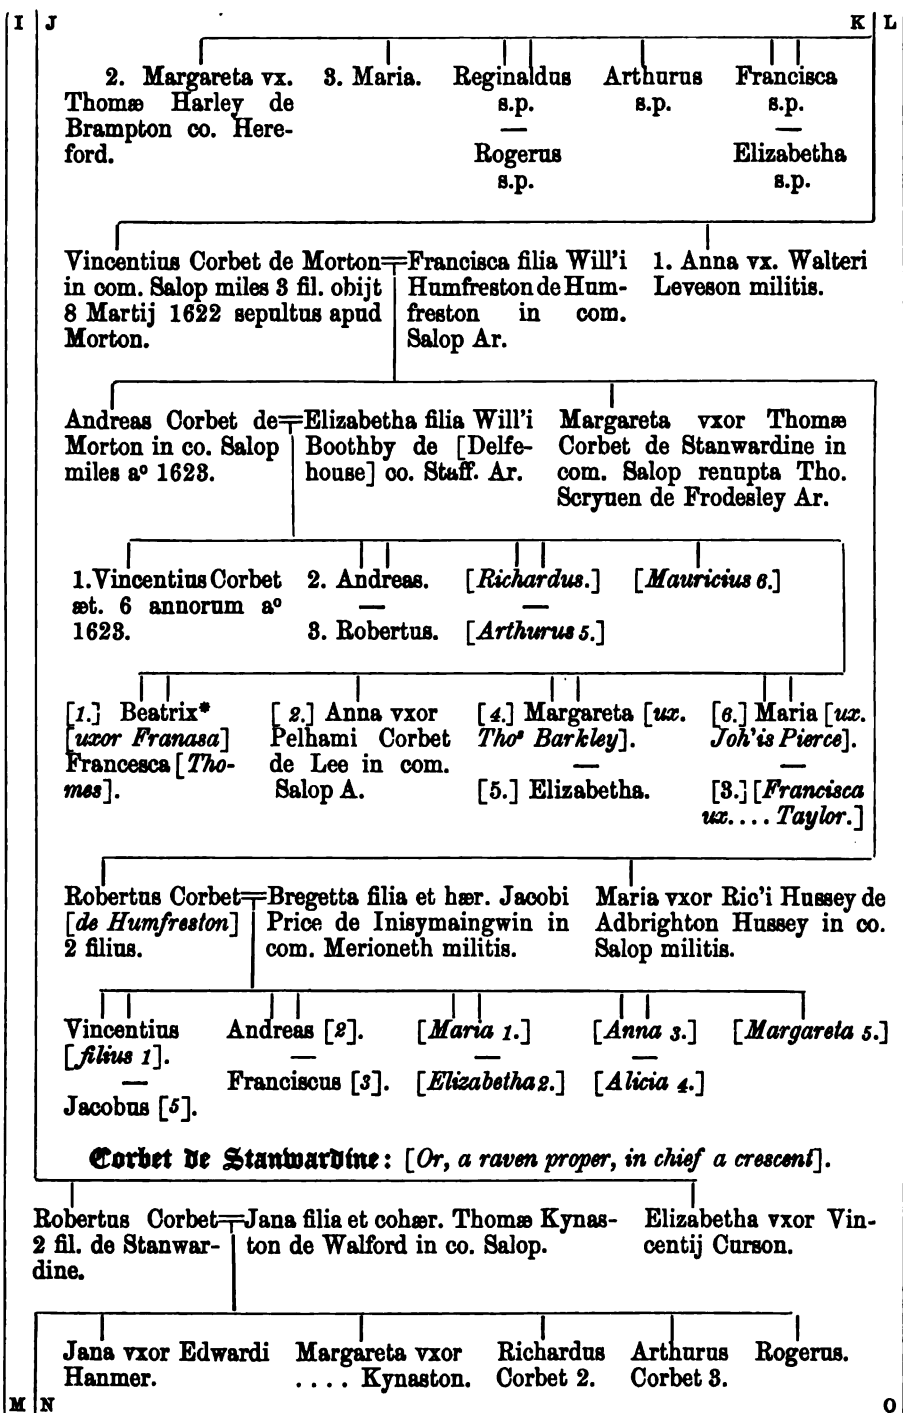 I J K L
2. Margareta vx.
Thomæ Harley de
Brampton co. Here-
ford.
3. Maria.
Reginaldus
s.p.
—
Rogerus
s.p.
Arthurus
s.p.
Francisca
s.p.
—
Elizabetha
s.p.
Vincentius Corbet de Morton
in com. Salop miles 3 fil. obijt
8 Martij 1622 sepultus apud
Morton.
Francisca filia Will'i
Humfreston de Hum-
freston in com.
Salop Ar.
1. Anna vx. Walteri
Leveson militis.
Andreas Corbet de
Morton in co. Salop
miles aº 1623.
Elizabetha filia Will'i
Boothby de [Delfe-
house] co. Staff. Ar.
Margareta vxor Thomæ
Corbet de Stanwardine in
com. Salop renupta Tho.
Scryuen de Frodesley Ar.
1. Vincentius Corbet
æt. 6 annorum aº
1623.
2. Andreas.
—
3. Robertus.
[Richardus.]
—
[Arthurus 5.]
[Mauricius 6.]
[1.] Beatrix*
[uxor Franasa]
Francesca [Tho-
mes].
[2.] Anna vxor
Pelhami Corbet
de Lee in com.
Salop A.
[4.] Margareta [ux.
Thoˢ Barkley].
—
[5.] Elizabetha.
[6.] Maria [ux.
Joh'is Pierce].
—
[3.] [Francisca
ux. . . . Taylor.]
Robertus Corbet
[de Humfreston]
2 filius.
Bregetta filia et hær. Jacobi
Price de Inisymaingwin in
com. Merioneth militis.
Maria vxor Ric'i Hussey de
Adbrighton Hussey in co.
Salop militis.
Vincentius
[filius 1].
—
Jacobus [5].
Andreas [2].
—
Franciscus [3].
[Maria 1.]
—
[Elizabetha 2.]
[Anna 3.]
—
[Alicia 4.]
[Margareta 5.]
Corbet de Stanwardine: [Or, a raven proper, in chief a crescent].
Robertus Corbet
2 fil. de Stanwar-
dine.
Jana filia et cohær. Thomæ Kynas-
ton de Walford in co. Salop.
Elizabetha vxor Vin-
centij Curson.
Jana vxor Edwardi
Hanmer.
Margareta vxor
. . . . Kynaston.
Richardus
Corbet 2.
Arthurus
Corbet 3.
Rogerus.
M N O